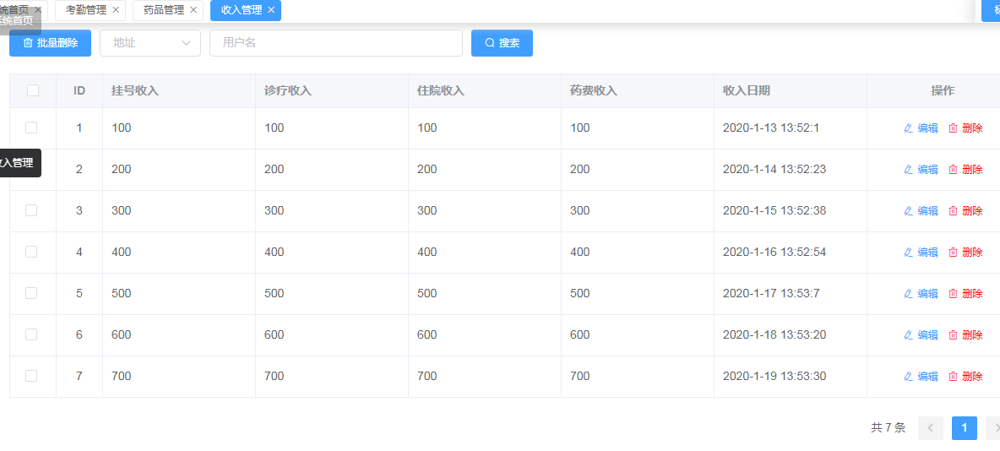 统首页 × 考勤管理 × 药品管理 × 收入管理 ×
系统首页
批量删除 地址 用户名 搜索
ID 挂号收入 诊疗收入 住院收入 药费收入 收入日期 操作
1 100 100 100 100 2020-1-13 13:52:1 编辑 删除
收入管理
2 200 200 200 200 2020-1-14 13:52:23 编辑 删除
3 300 300 300 300 2020-1-15 13:52:38 编辑 删除
4 400 400 400 400 2020-1-16 13:52:54 编辑 删除
5 500 500 500 500 2020-1-17 13:53:7 编辑 删除
6 600 600 600 600 2020-1-18 13:53:20 编辑 删除
7 700 700 700 700 2020-1-19 13:53:30 编辑 删除
共 7 条 < 1 >